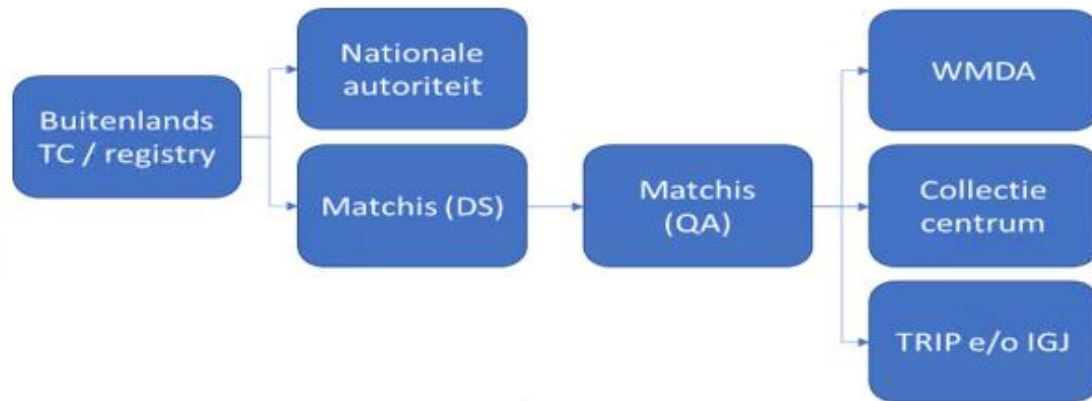 Buitenlands
TC / registry
Nationale
autoriteit
Matchis (DS)
Matchis
(QA)
WMDA
Collectie
centrum
TRIP e/o IGJ